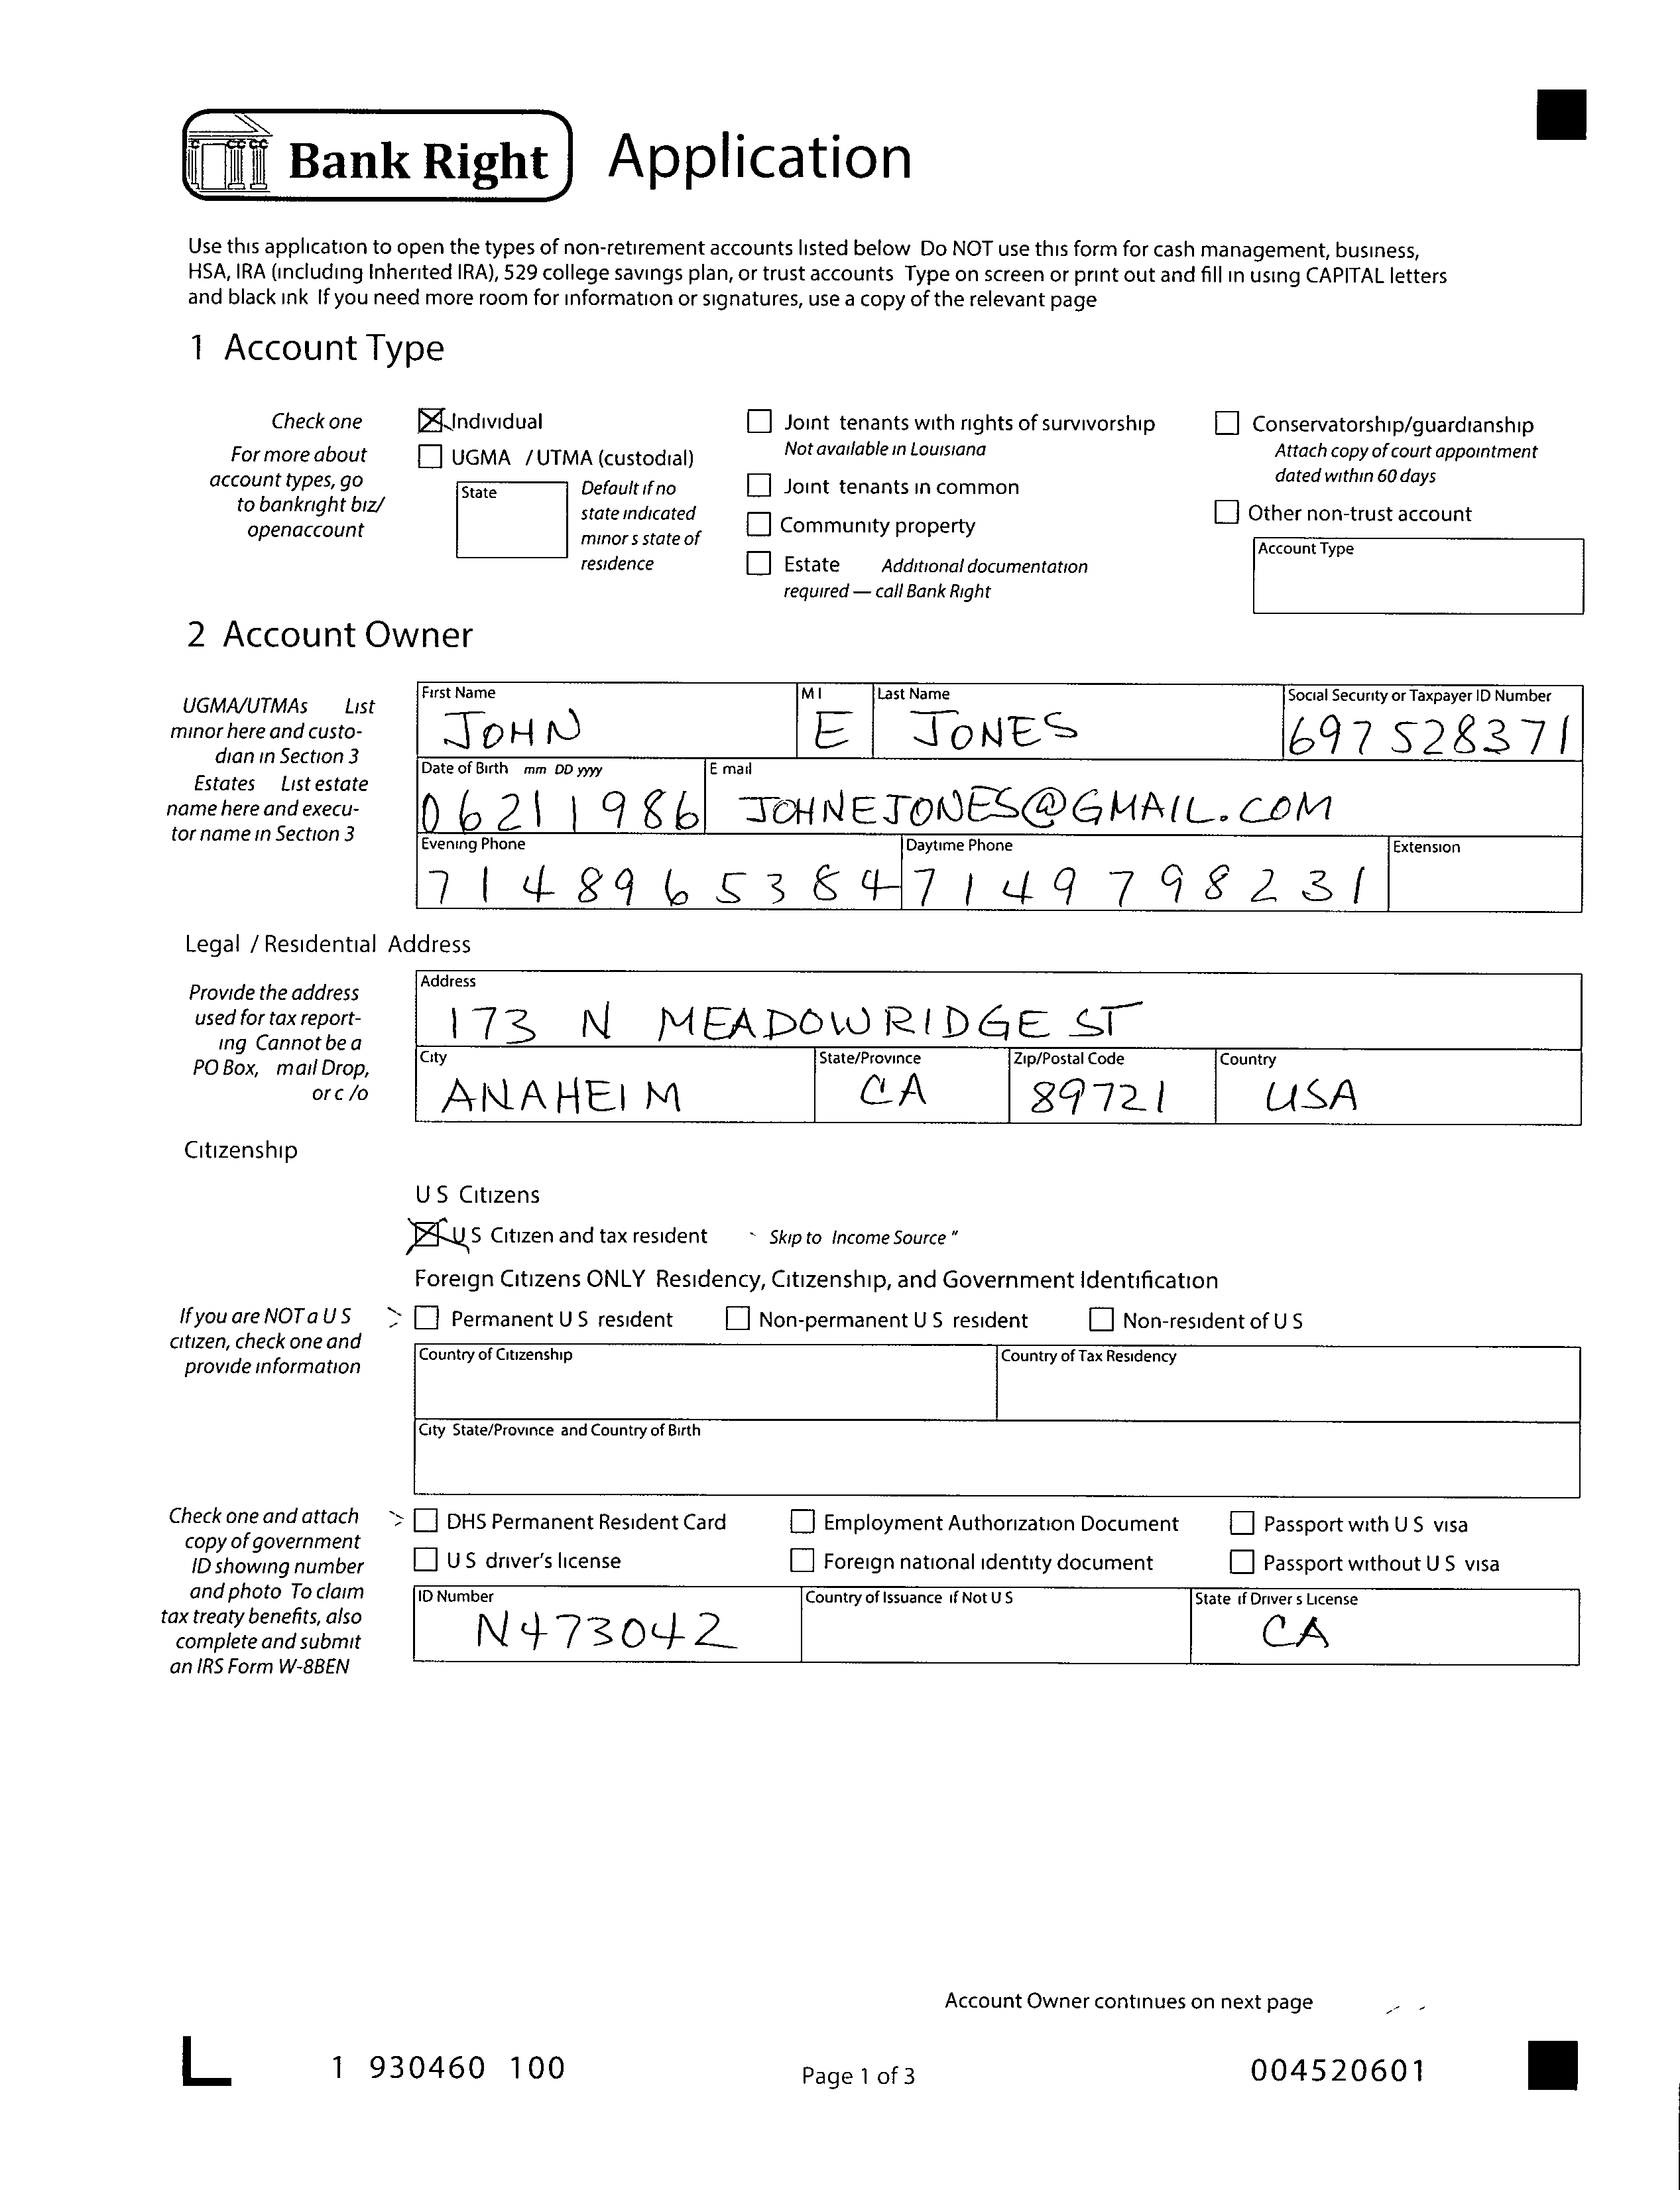 Bank Right Application
Use this application to open the types of non-retirement accounts listed below Do NOT use this form for cash management, business,
HSA, IRA (including Inherited IRA), 529 college savings plan, or trust accounts Type on screen or print out and fill in using CAPITAL letters
and black ink If you need more room for information or signatures, use a copy of the relevant page
1 Account Type
Check one
For more about
account types, go
to bankright biz/
openaccount
Individual
UGMA / UTMA (custodial)
State
Default if no
state indicated
minor s state of
residence
Joint tenants with rights of survivorship
Not available in Louisiana
Joint tenants in common
Community property
Estate Additional documentation
required — call Bank Right
Conservatorship/guardianship
Attach copy of court appointment
dated within 60 days
Other non-trust account
Account Type
2 Account Owner
UGMA/UTMAs List
minor here and custo-
dian in Section 3
Estates List estate
name here and execu-
tor name in Section 3
First Name M I Last Name Social Security or Taxpayer ID Number
JOHN E JONES 697528371
Date of Birth mm DD yyyy E mail
06211986 JOHNEJONES@GMAIL.COM
Evening Phone Daytime Phone Extension
7148965384 7149798231
Legal / Residential Address
Provide the address
used for tax report-
ing Cannot be a
PO Box, mail Drop,
or c /o
Address
173 N MEADOWRIDGE ST
City State/Province Zip/Postal Code Country
ANAHEIM CA 89721 USA
Citizenship
U S Citizens
U S Citizen and tax resident Skip to Income Source "
Foreign Citizens ONLY Residency, Citizenship, and Government Identification
If you are NOT a U S
citizen, check one and
provide information
Permanent U S resident Non-permanent U S resident Non-resident of U S
Country of Citizenship Country of Tax Residency
City State/Province and Country of Birth
Check one and attach
copy of government
ID showing number
and photo To claim
tax treaty benefits, also
complete and submit
an IRS Form W-8BEN
DHS Permanent Resident Card Employment Authorization Document Passport with U S visa
U S driver's license Foreign national identity document Passport without U S visa
ID Number Country of Issuance if Not U S State if Driver s License
N473042 CA
Account Owner continues on next page
1 930460 100 Page 1 of 3 004520601